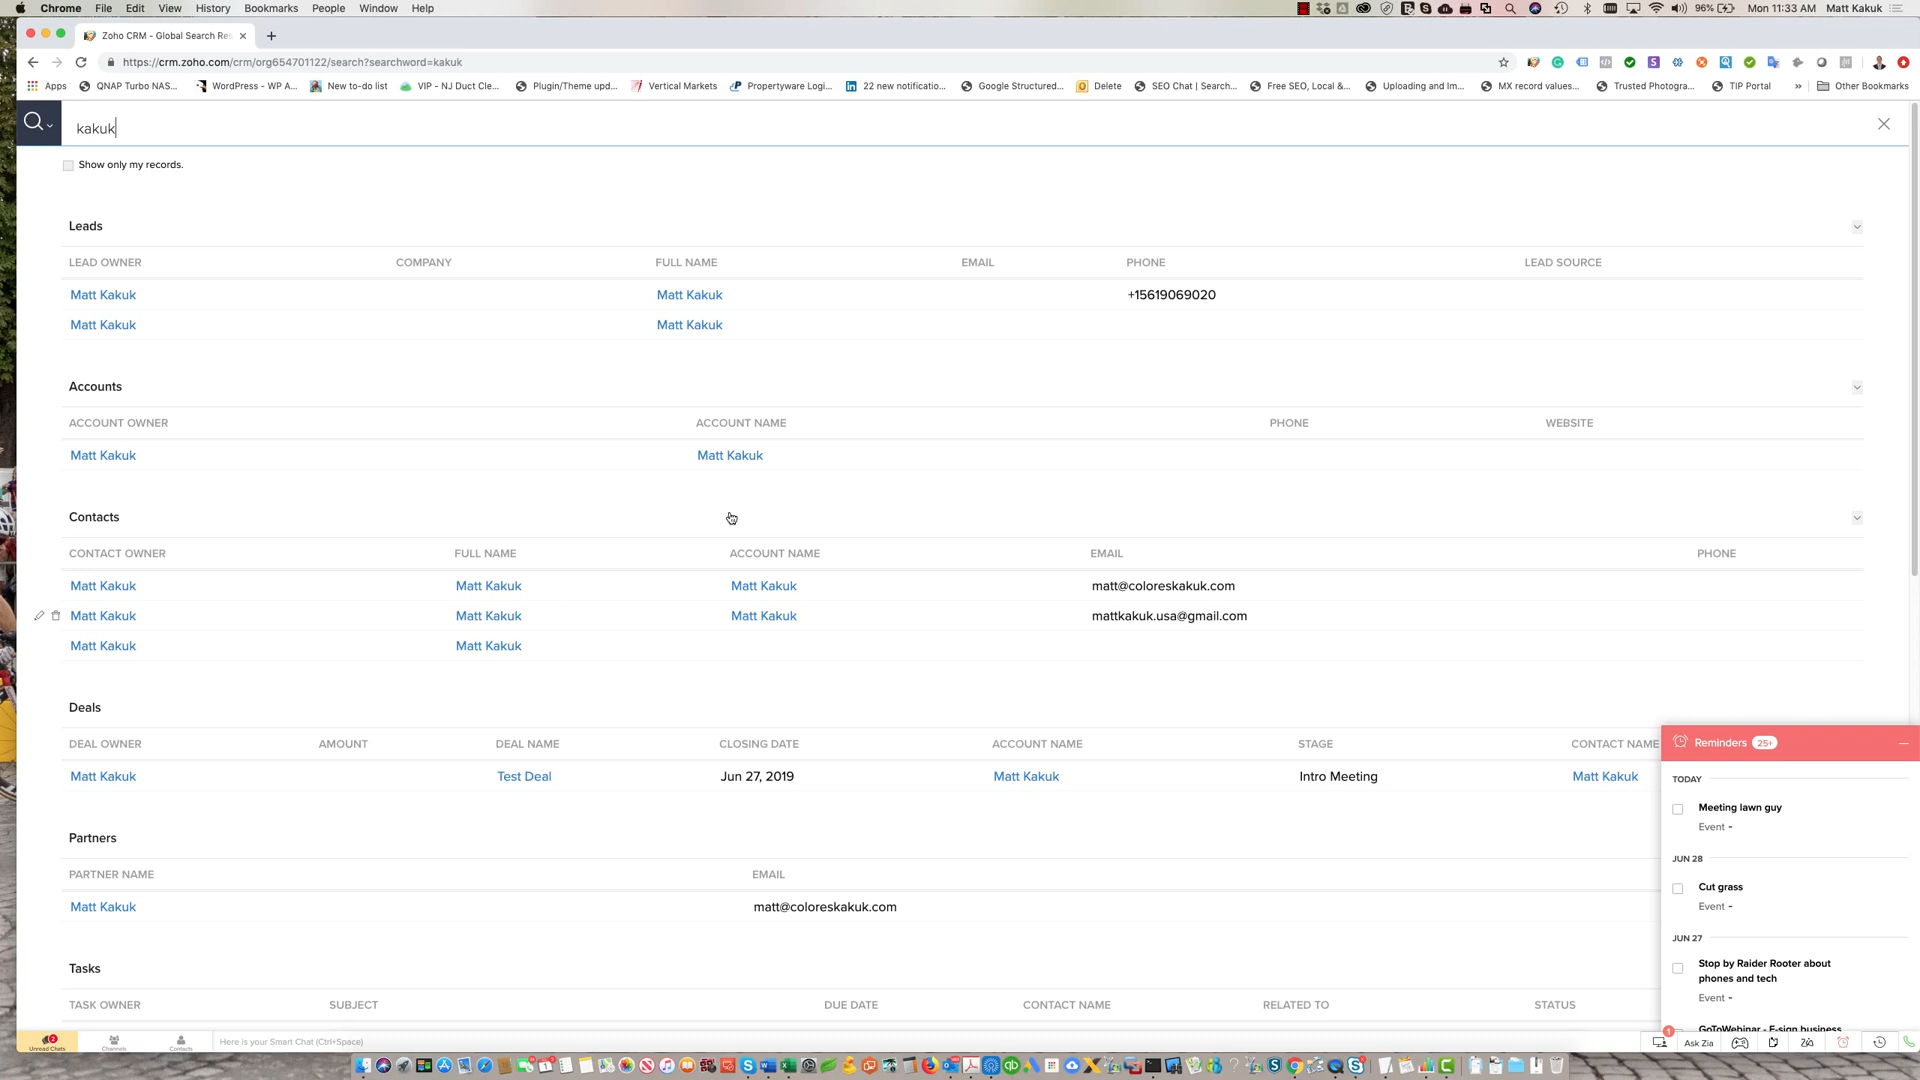 Chrome File Edit View History Bookmarks People Window Help 96% Mon 11:33 AM Matt Kakuk
Zoho CRM - Global Search Res
https://crm.zoho.com/crm/org654701122/search?searchword=kakuk
Apps QNAP Turbo NAS... WordPress - WP A... New to-do list VIP - NJ Duct Cle... Plugin/Theme upd... Vertical Markets Propertyware Logi... 22 new notificatio... Google Structured... Delete SEO Chat | Search... Free SEO, Local &... Uploading and Im... MX record values... Trusted Photogra... TIP Portal » Other Bookmarks
kakuk
Show only my records.
Leads
LEAD OWNER COMPANY FULL NAME EMAIL PHONE LEAD SOURCE
Matt Kakuk Matt Kakuk +15619069020
Matt Kakuk Matt Kakuk
Accounts
ACCOUNT OWNER ACCOUNT NAME PHONE WEBSITE
Matt Kakuk Matt Kakuk
Contacts
CONTACT OWNER FULL NAME ACCOUNT NAME EMAIL PHONE
Matt Kakuk Matt Kakuk Matt Kakuk matt@coloreskakuk.com
Matt Kakuk Matt Kakuk Matt Kakuk mattkakuk.usa@gmail.com
Matt Kakuk Matt Kakuk
Deals
DEAL OWNER AMOUNT DEAL NAME CLOSING DATE ACCOUNT NAME STAGE CONTACT NAME
Matt Kakuk Test Deal Jun 27, 2019 Matt Kakuk Intro Meeting Matt Kakuk
Partners
PARTNER NAME EMAIL
Matt Kakuk matt@coloreskakuk.com
Tasks
TASK OWNER SUBJECT DUE DATE CONTACT NAME RELATED TO STATUS
Reminders 25+
TODAY
Meeting lawn guy
Event -
JUN 28
Cut grass
Event -
JUN 27
Stop by Raider Rooter about
phones and tech
Event -
GoToWebinar - E-sign business
Unread Chats Channels Contacts Here is your Smart Chat (Ctrl+Space) 1 Ask Zia